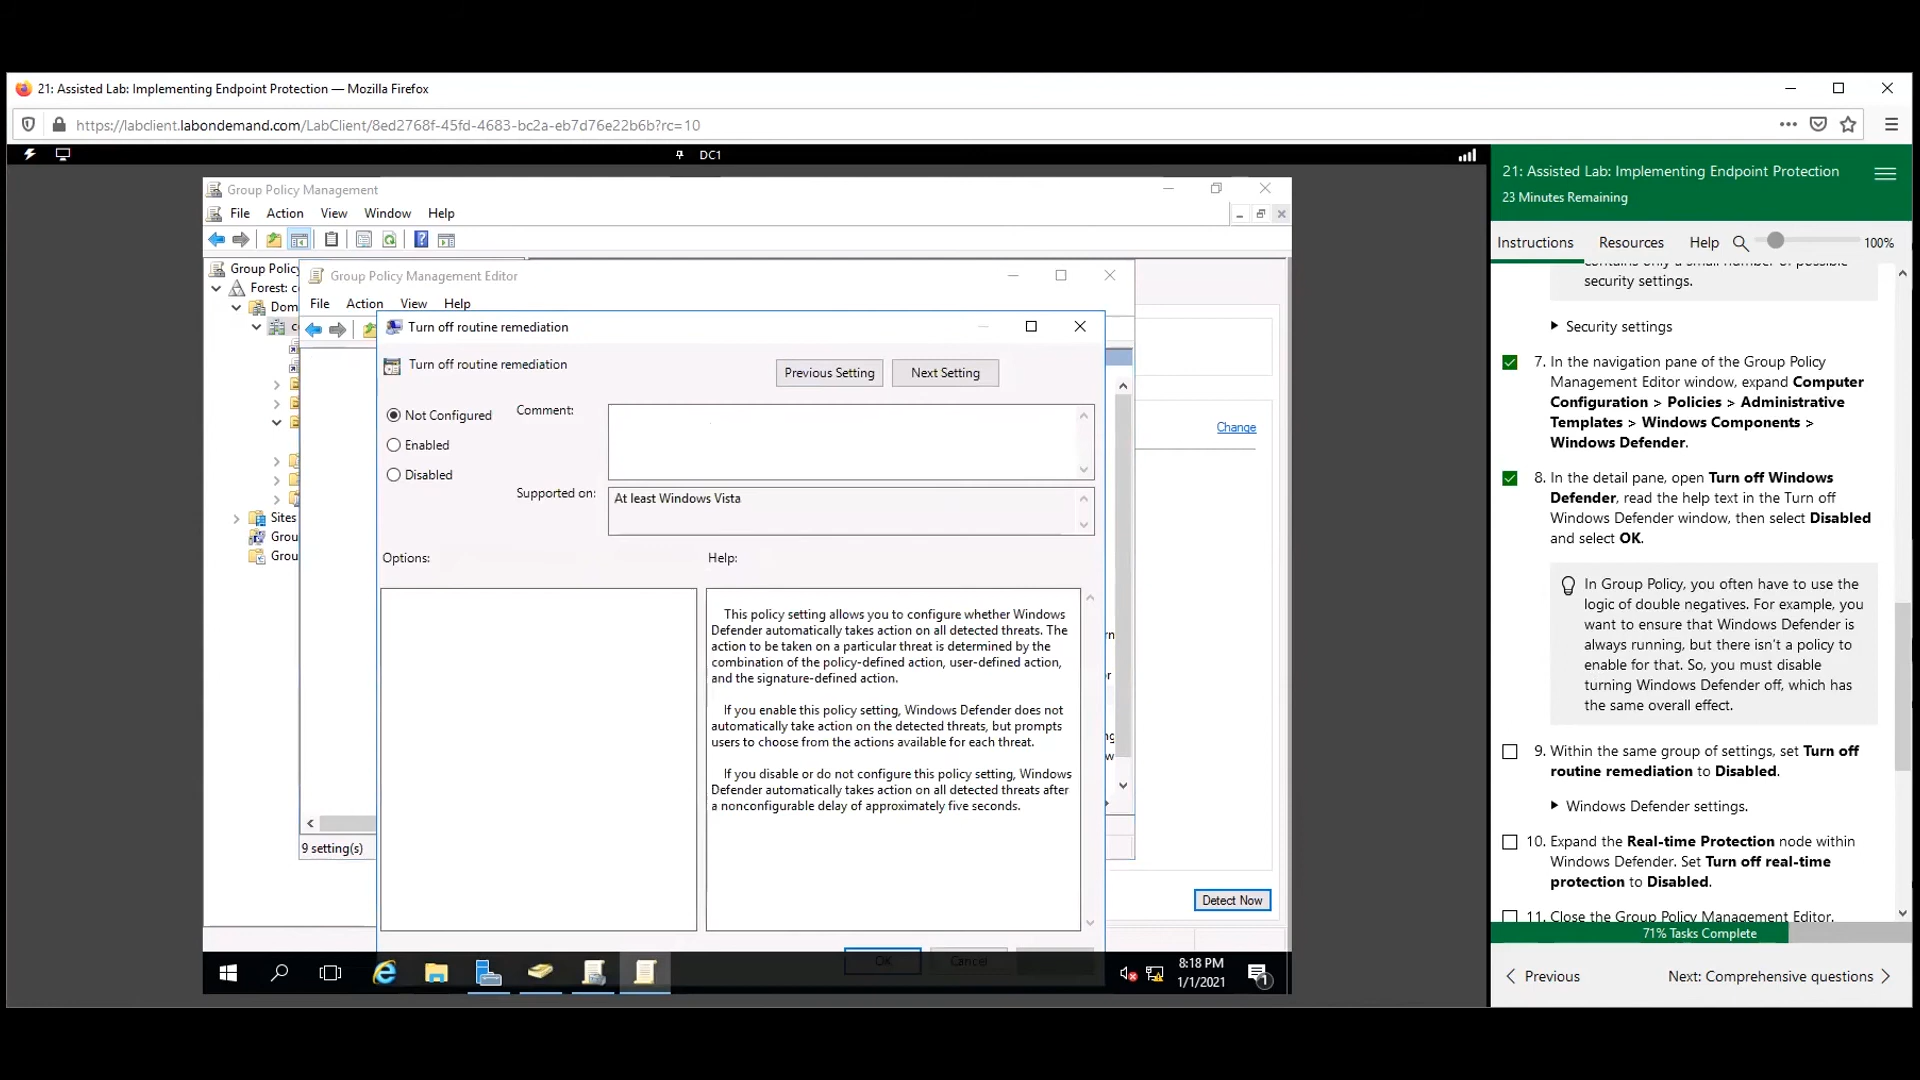 21: Assisted Lab: Implementing Endpoint Protection — Mozilla Firefox
https://labclient.labondemand.com/LabClient/8ed2768f-45fd-4683-bc2a-eb7d76e22b6b?rc=10
DC1
Group Policy Management
File Action View Window Help
Group Policy
Forest: c
Dom
c
Sites
Grou
Grou
Group Policy Management Editor
File Action View Help
9 setting(s)
Turn off routine remediation
Turn off routine remediation
Previous Setting
Next Setting
Not Configured
Enabled
Disabled
Comment:
Supported on:
At least Windows Vista
Options:
Help:
This policy setting allows you to configure whether Windows
Defender automatically takes action on all detected threats. The
action to be taken on a particular threat is determined by the
combination of the policy-defined action, user-defined action,
and the signature-defined action.
If you enable this policy setting, Windows Defender does not
automatically take action on the detected threats, but prompts
users to choose from the actions available for each threat.
If you disable or do not configure this policy setting, Windows
Defender automatically takes action on all detected threats after
a nonconfigurable delay of approximately five seconds.
OK
Cancel
Change
Detect Now
8:18 PM
1/1/2021
1
21: Assisted Lab: Implementing Endpoint Protection
23 Minutes Remaining
Instructions Resources Help 100%
contains only a small number of possible
security settings.
Security settings
7. In the navigation pane of the Group Policy
Management Editor window, expand Computer
Configuration > Policies > Administrative
Templates > Windows Components >
Windows Defender.
8. In the detail pane, open Turn off Windows
Defender, read the help text in the Turn off
Windows Defender window, then select Disabled
and select OK.
In Group Policy, you often have to use the
logic of double negatives. For example, you
want to ensure that Windows Defender is
always running, but there isn't a policy to
enable for that. So, you must disable
turning Windows Defender off, which has
the same overall effect.
9. Within the same group of settings, set Turn off
routine remediation to Disabled.
Windows Defender settings.
10. Expand the Real-time Protection node within
Windows Defender. Set Turn off real-time
protection to Disabled.
11. Close the Group Policy Management Editor.
71% Tasks Complete
Previous
Next: Comprehensive questions